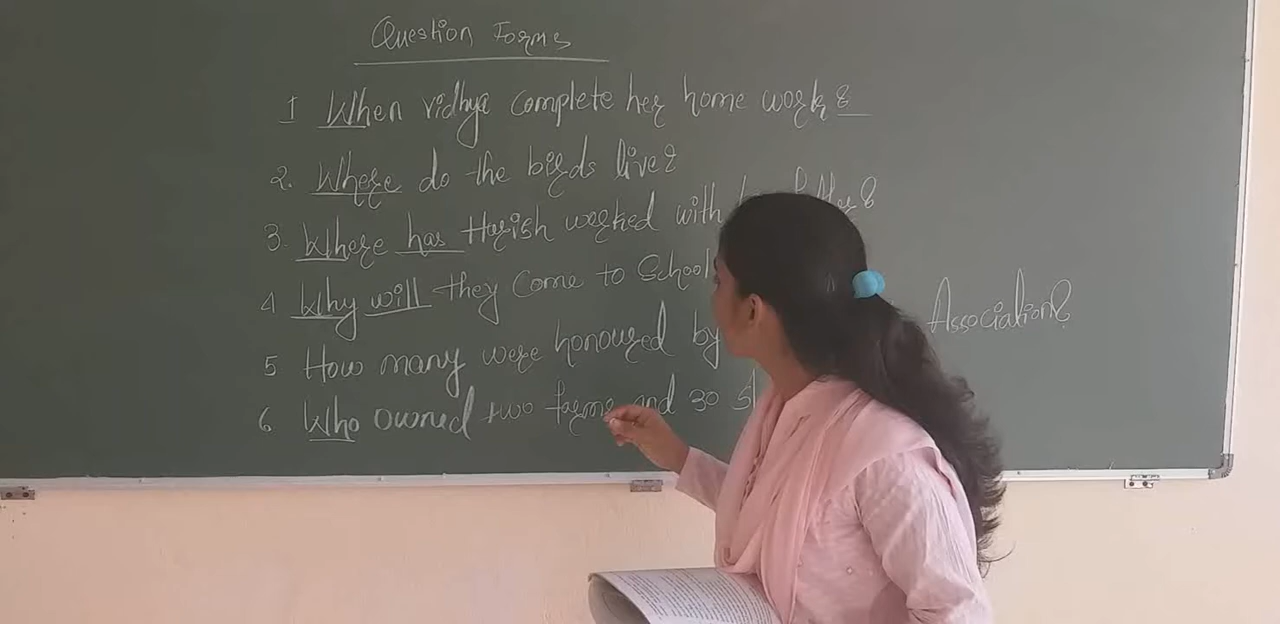 Question Forms
1 When vidhya complete her home work?
2. Where do the birds live?
3. Where has Harish worked with
4 Why will they come to School
5 How many were honoured by Association?
6 Who owned two farms and 30